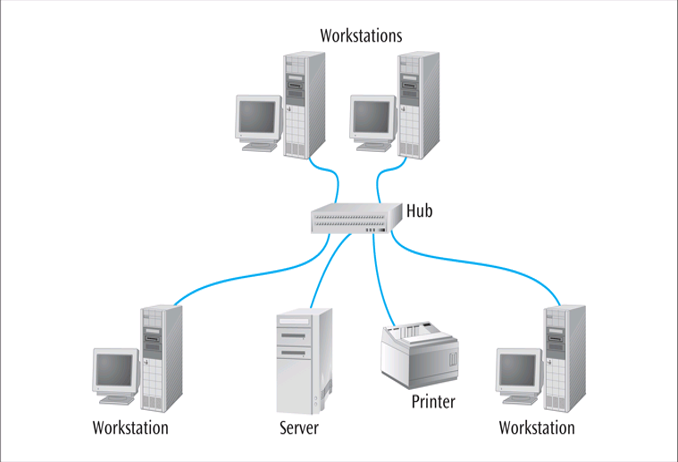 Workstations
Hub
Printer
Workstation
Server
Workstation